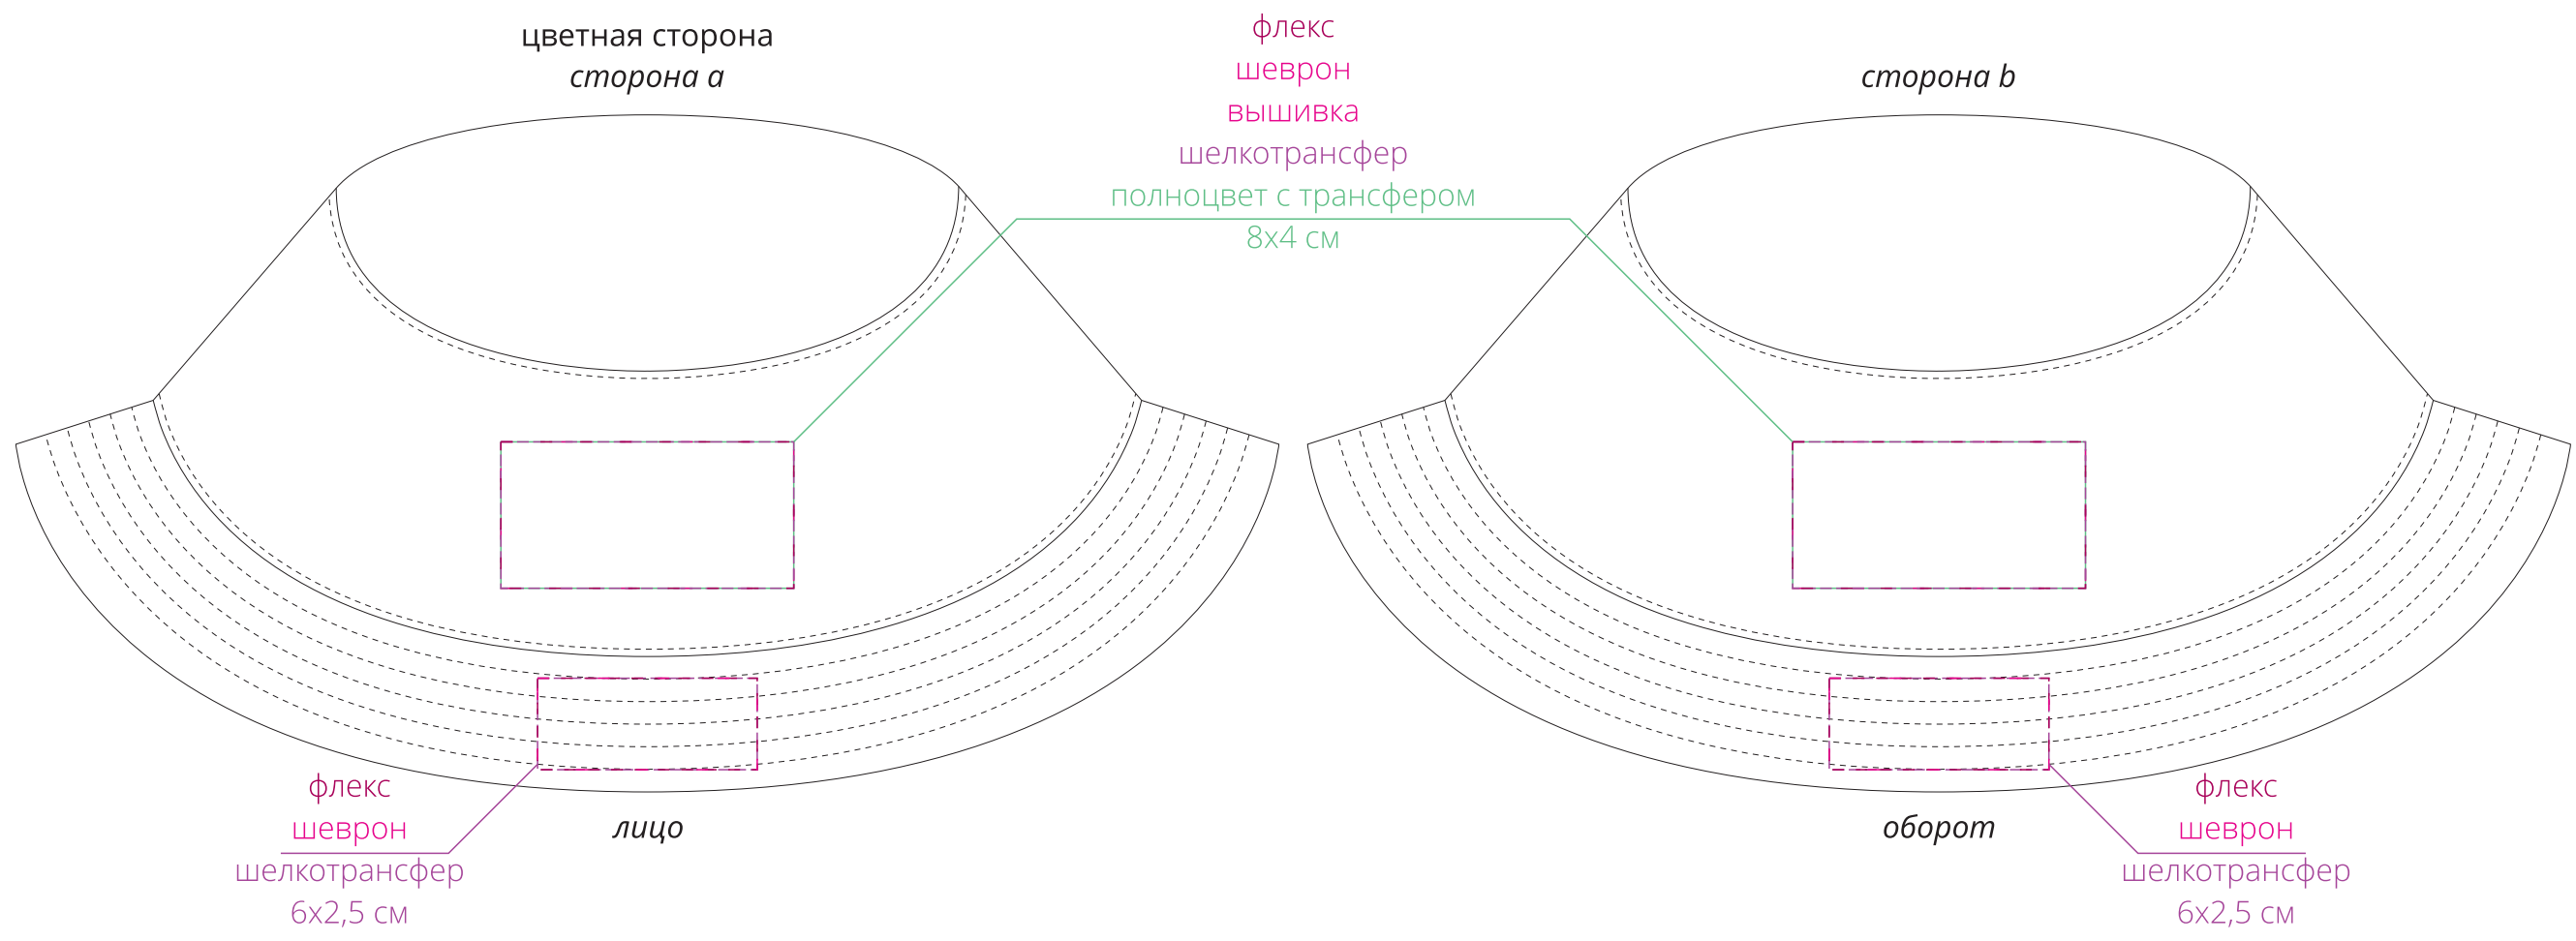 цветная сторона
сторона a
флекс
шеврон
вышивка
шелкотрансфер
полноцвет с трансфером
8х4 см
сторона b
флекс
шеврон
шелкотрансфер
6х2,5 см
лицо
оборот
флекс
шеврон
шелкотрансфер
6х2,5 см